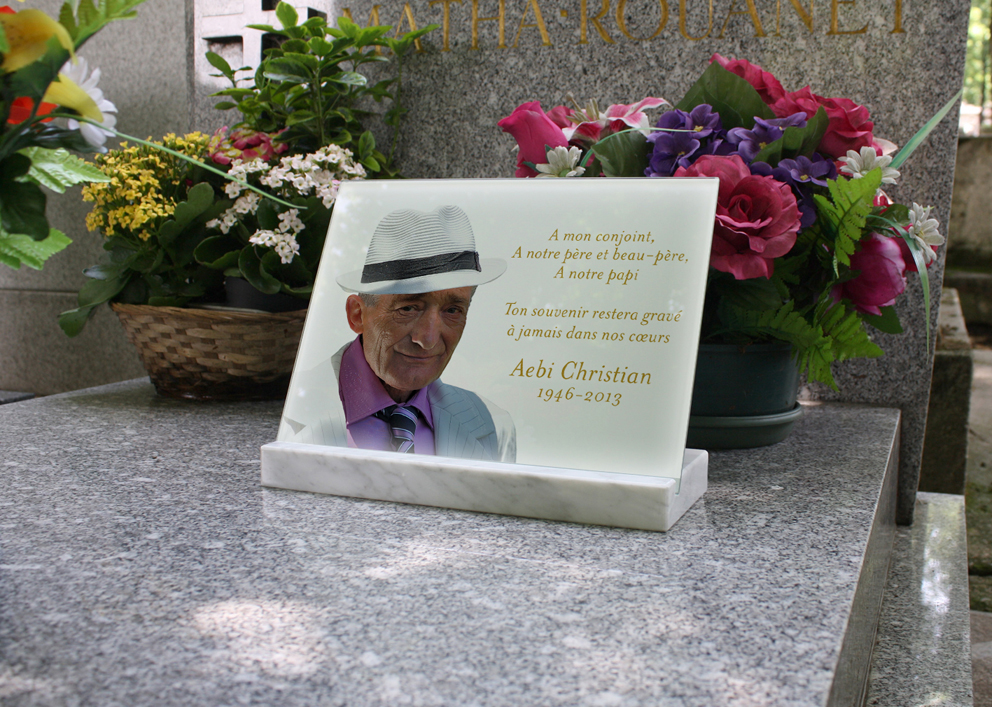 MATHA·ROUANET
A mon conjoint,
A notre père et beau-père,
A notre papi
Ton souvenir restera gravé
à jamais dans nos cœurs
Aebi Christian
1946-2013